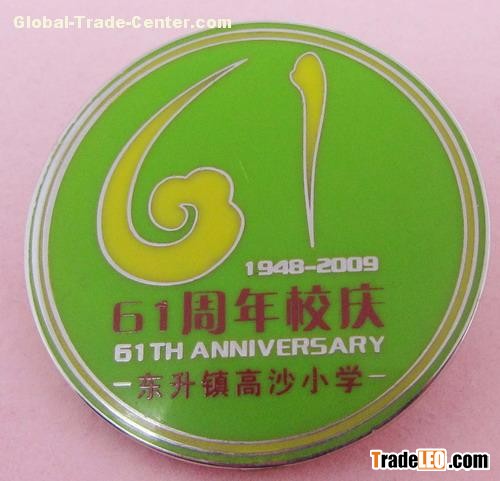 Global-Trade-Center.com
61
1948-2009
61周年校庆
61TH ANNIVERSARY
-东升镇高沙小学-
TradeLEO.com